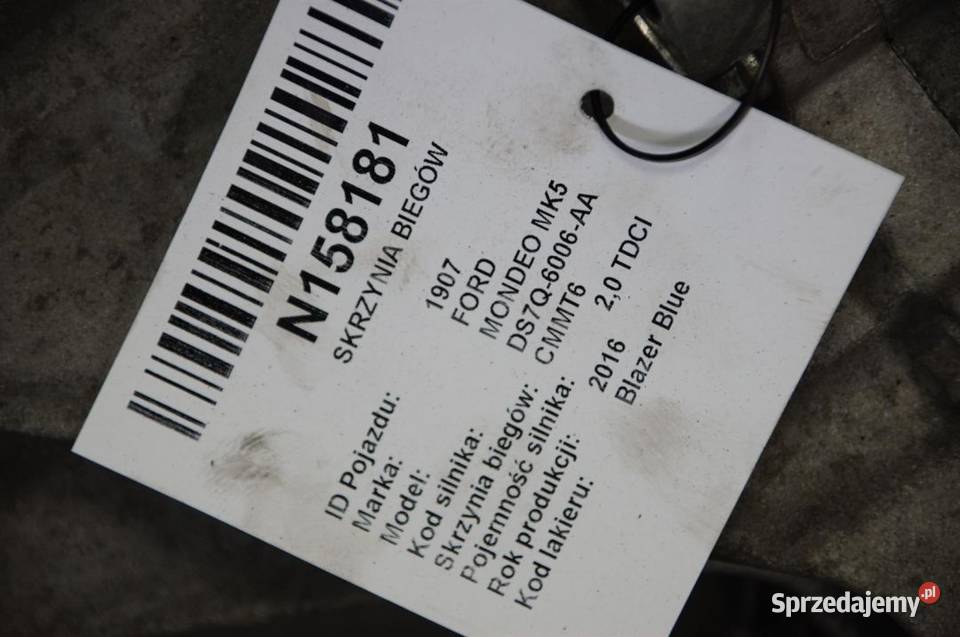 N158181
SKRZYNIA BIEGÓW
ID Pojazdu: 1907
Marka: FORD
Model: MONDEO MK5
Kod silnika: DS7Q-6006-AA
Skrzynia biegów: CMMT6
Pojemność silnika: 2,0 TDCI
Rok produkcji: 2016
Kod lakieru: Blazer Blue
Sprzedajemy.pl